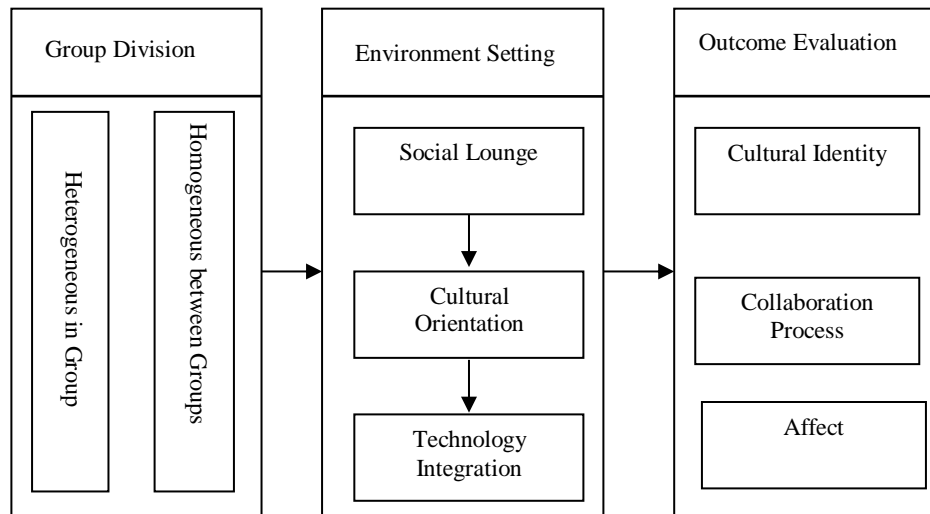 Group Division
Heterogeneous in Group
Homogeneous between Groups
Environment Setting
Social Lounge
Cultural
Orientation
Technology
Integration
Outcome Evaluation
Cultural Identity
Collaboration
Process
Affect